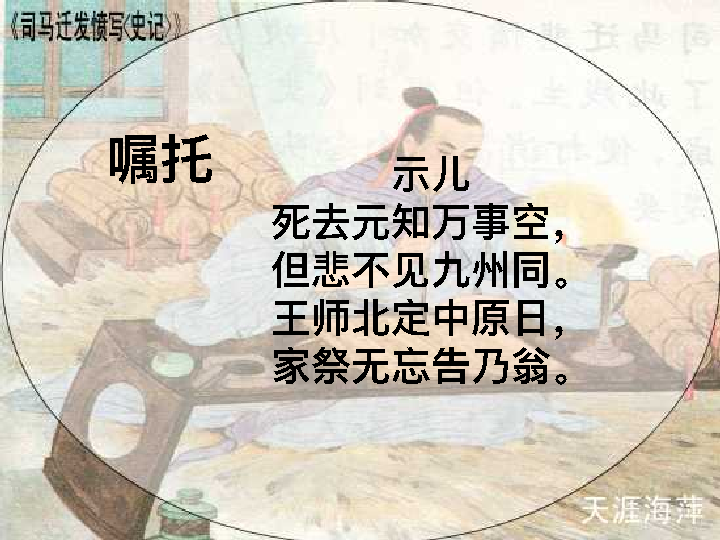 《司马迁发愤写《史记》》
嘱托
示儿
死去元知万事空，
但悲不见九州同。
王师北定中原日，
家祭无忘告乃翁。
天涯海萍